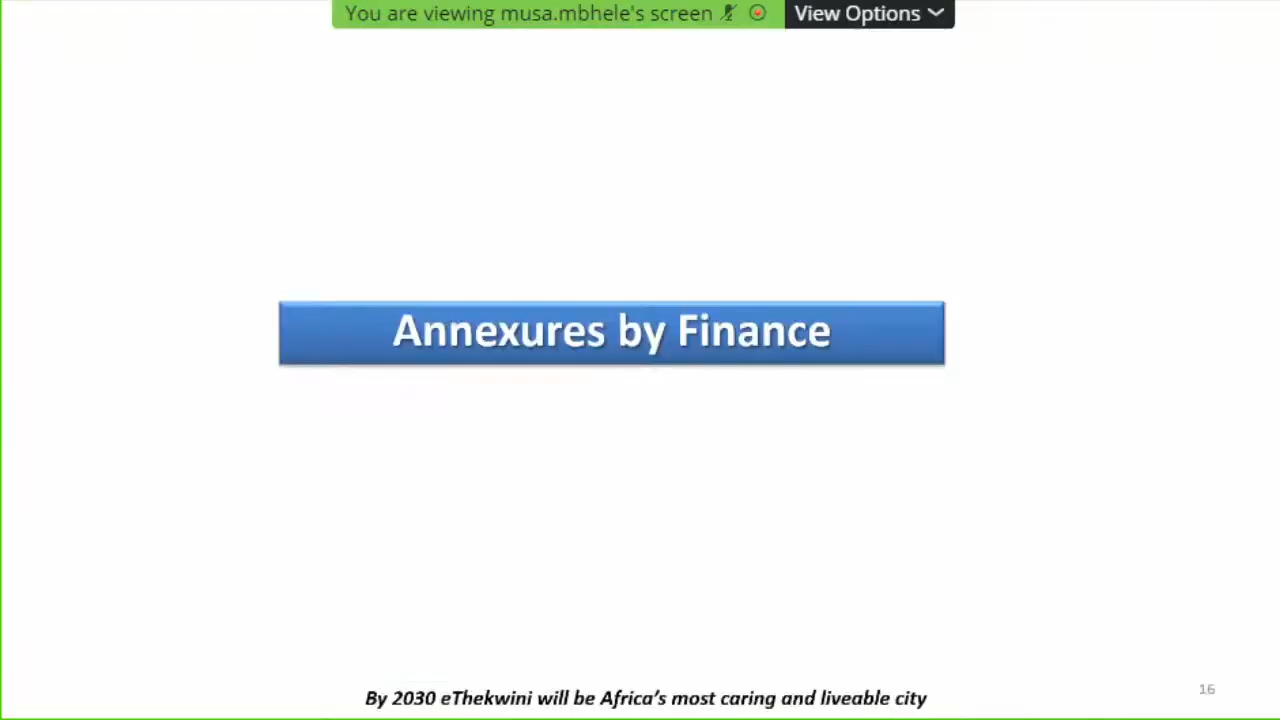 You are viewing musa.mbhele's screen
View Options
Annexures by Finance
By 2030 eThekwini will be Africa's most caring and liveable city
16